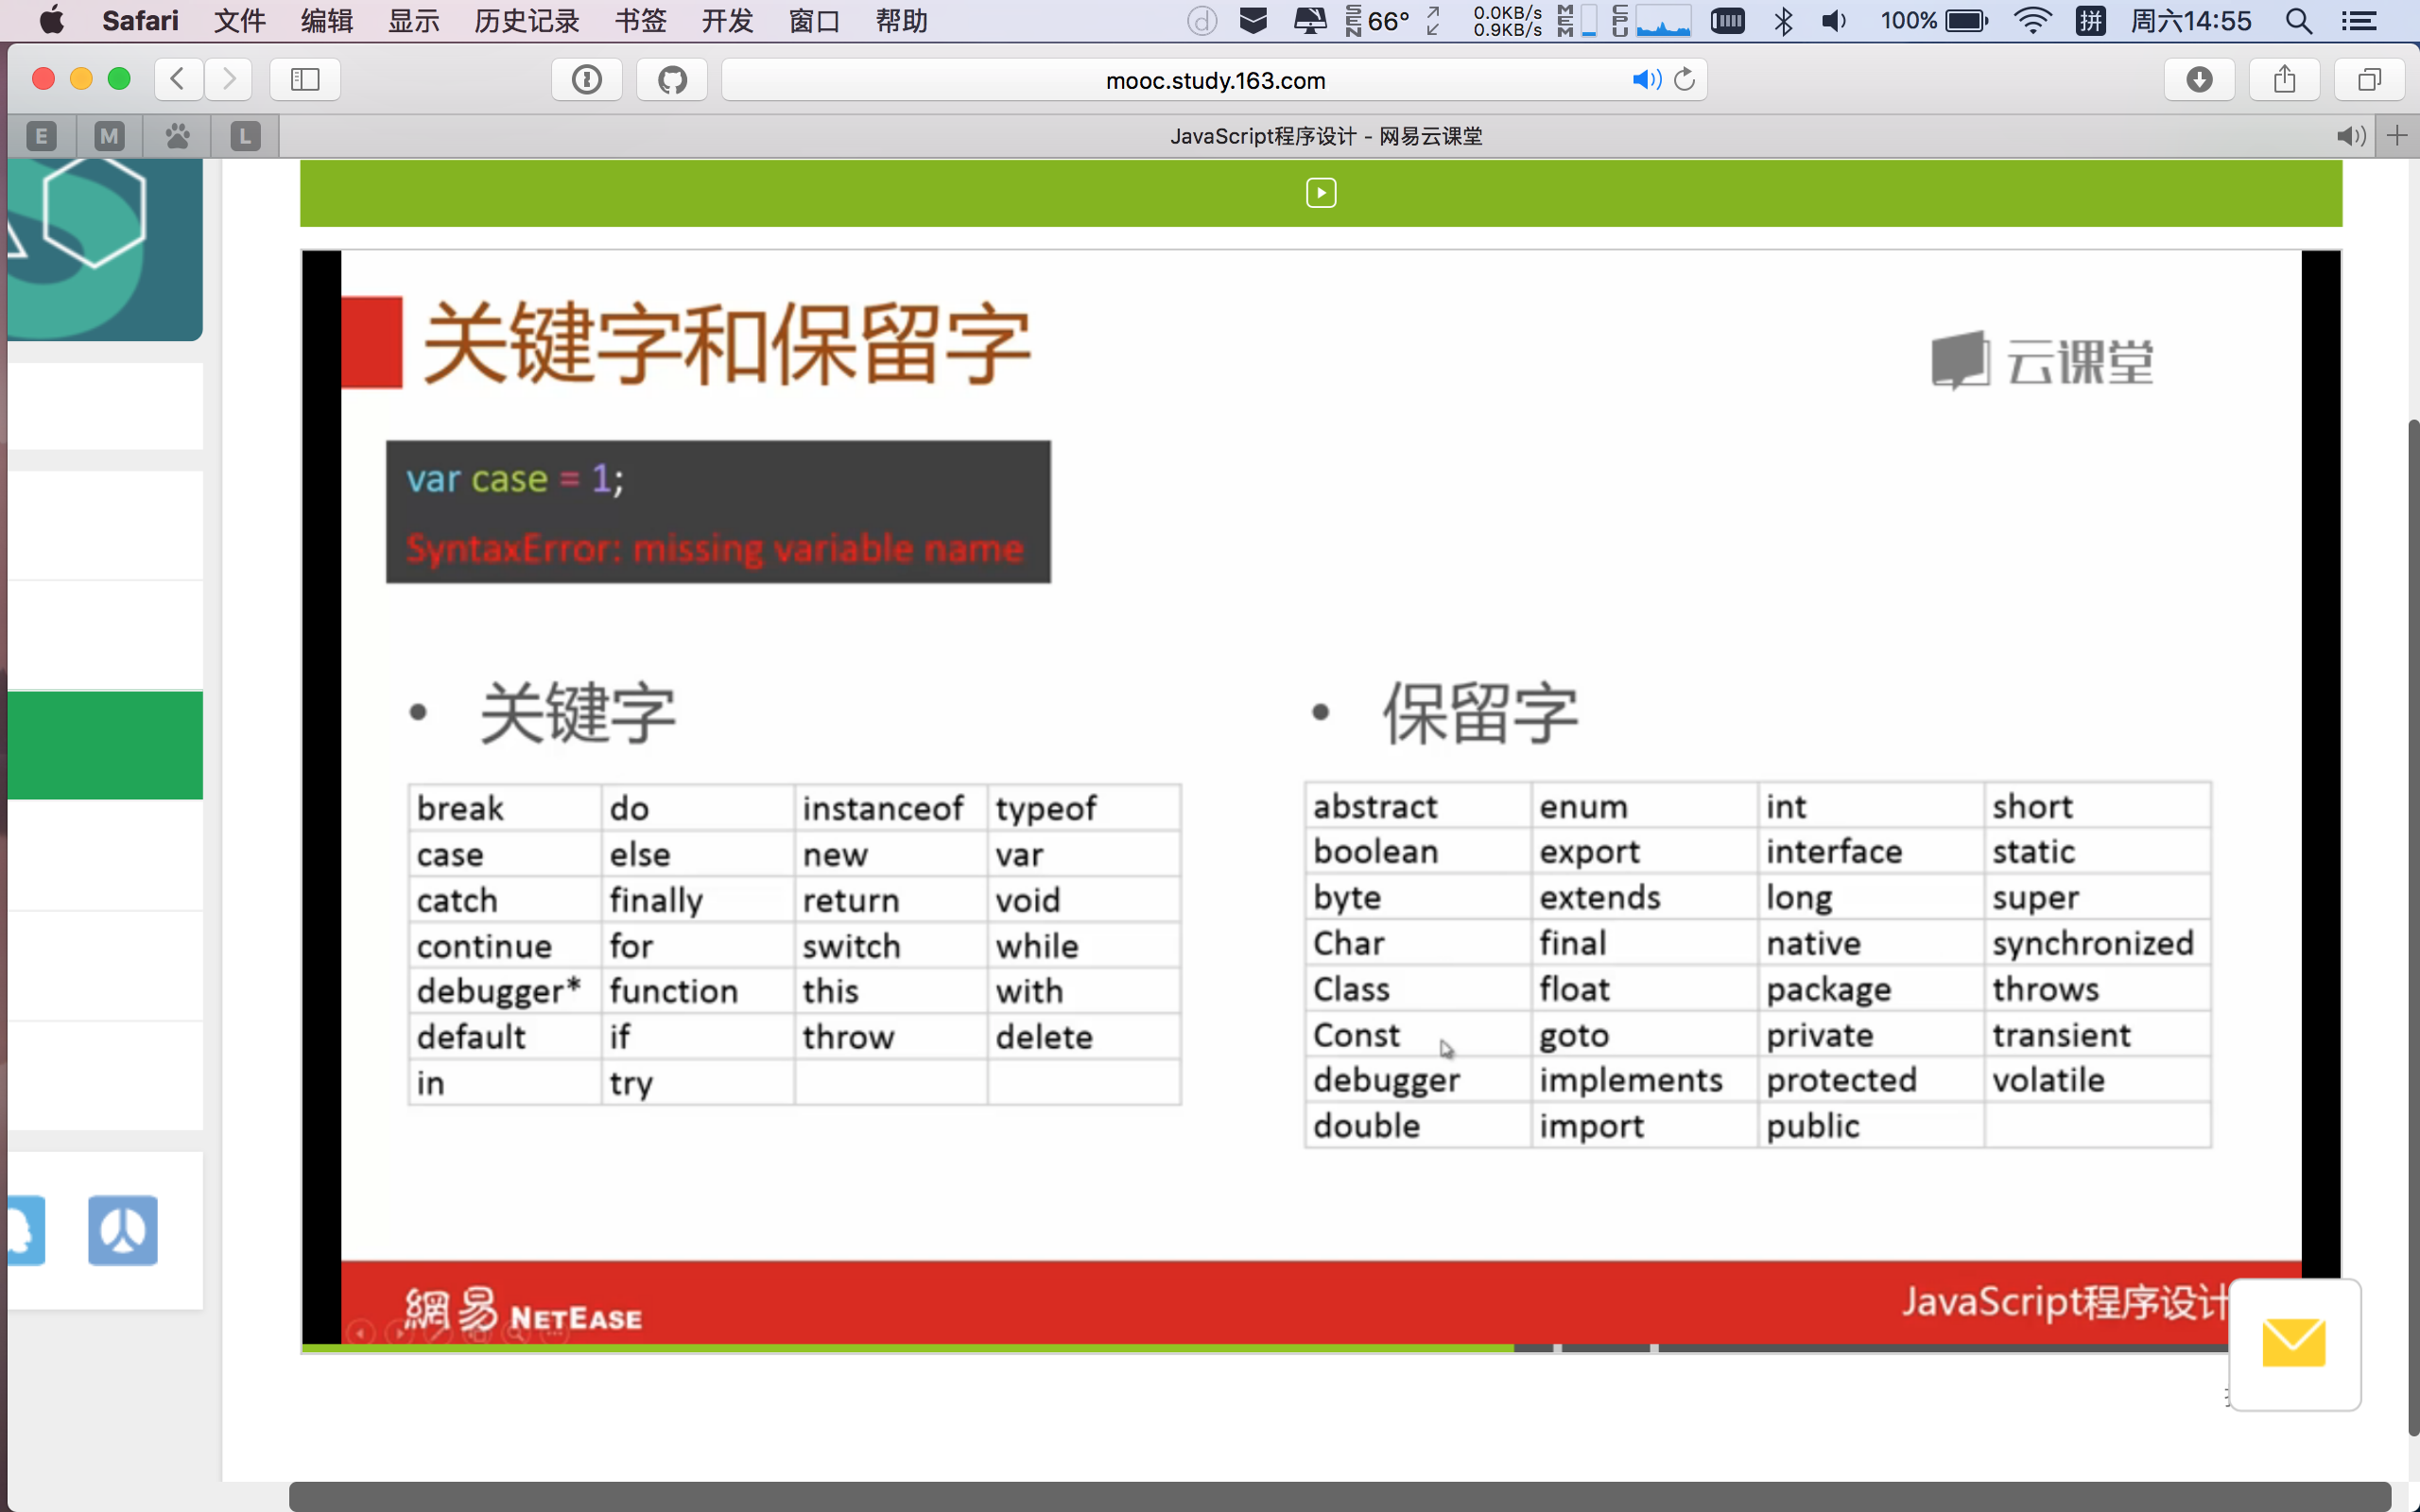 Safari 文件 编辑 显示 历史记录 书签 开发 窗口 帮助 SEN 66° 0.0KB/s 0.9KB/s MEM CPU 100% 拼 周六14:55
mooc.study.163.com
E M L JavaScript程序设计 - 网易云课堂
关键字和保留字
云课堂
var case = 1;
SyntaxError: missing variable name
• 关键字
break do instanceof typeof
case else new var
catch finally return void
continue for switch while
debugger* function this with
default if throw delete
in try
• 保留字
abstract enum int short
boolean export interface static
byte extends long super
Char final native synchronized
Class float package throws
Const goto private transient
debugger implements protected volatile
double import public
網易 NETEASE
JavaScript程序设计